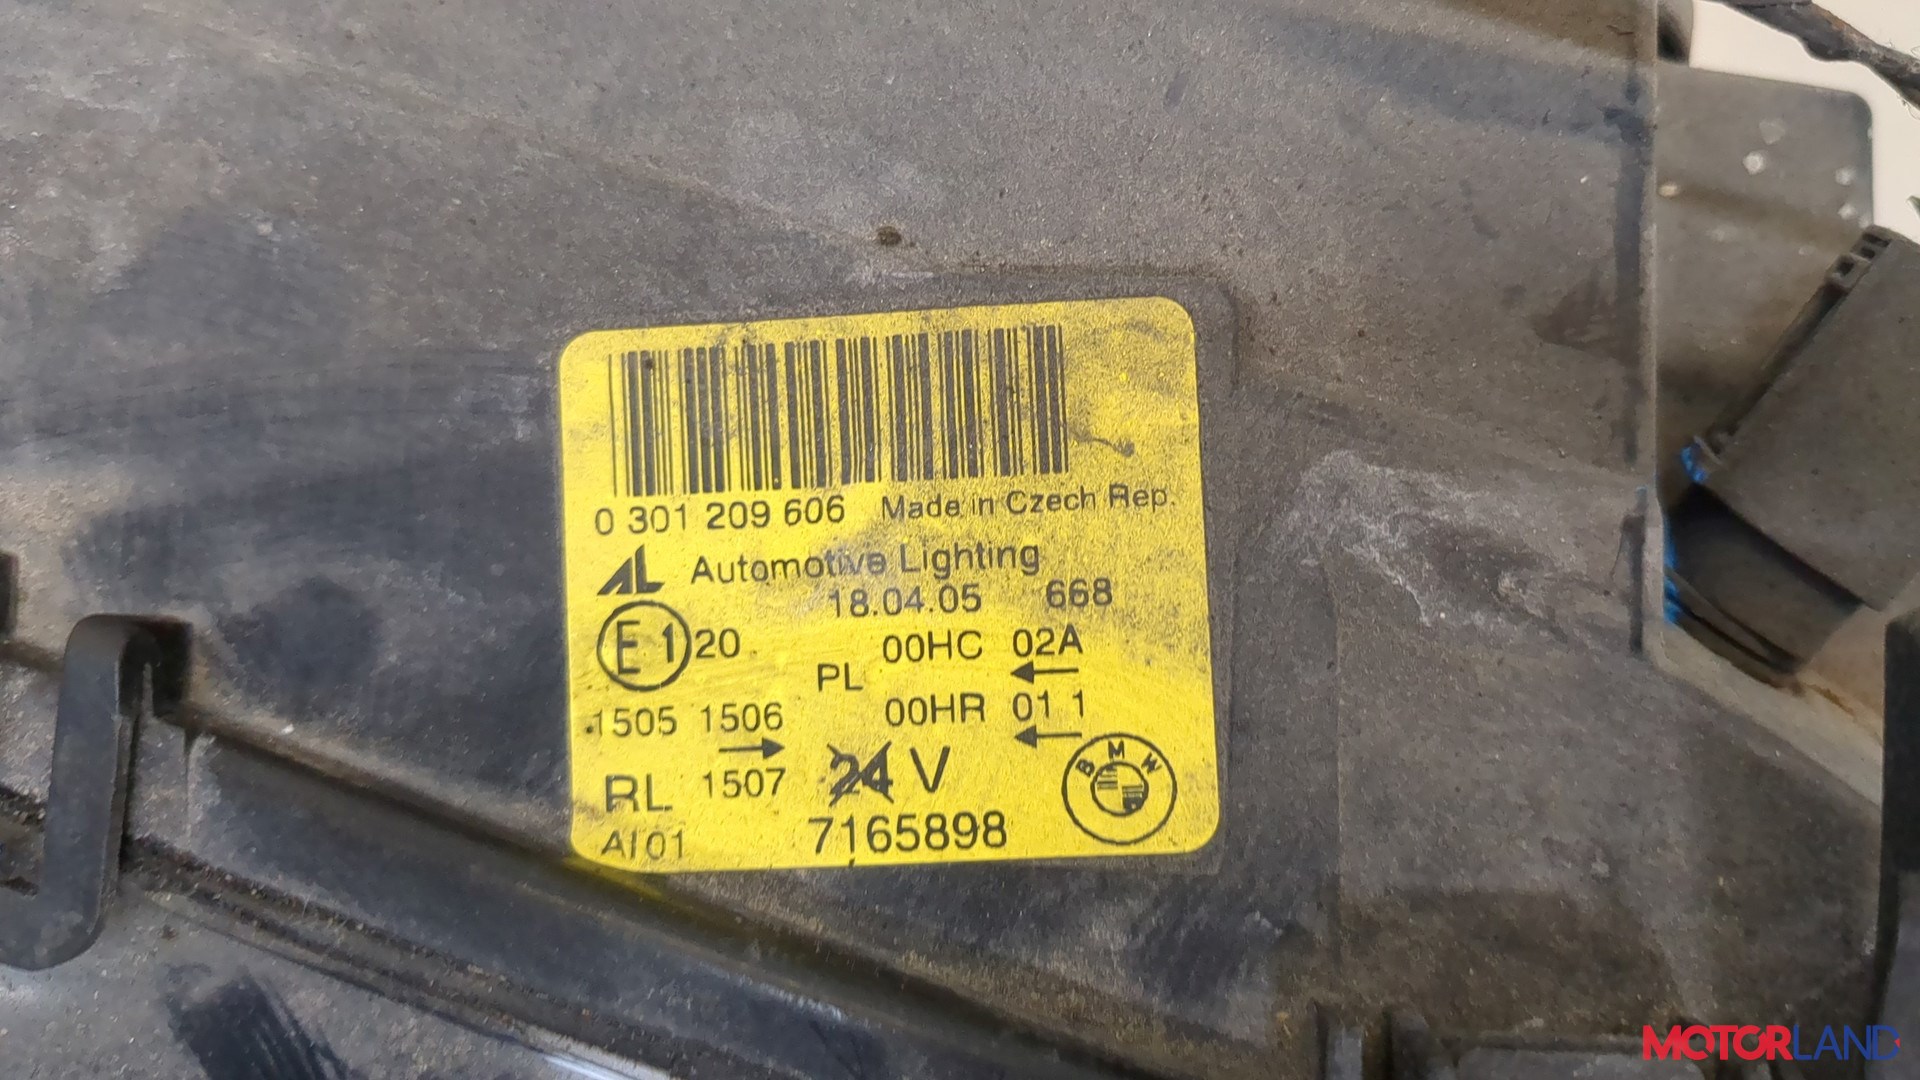 0 301 209 606 Made in Czech Rep.
AL Automotive Lighting
18.04.05 668
E1 20 00HC 02A
PL ←
1505 1506 00HR 01 1
→ ←
RL 1507 24 V
BMW
AI01 7165898
MOTORLAND